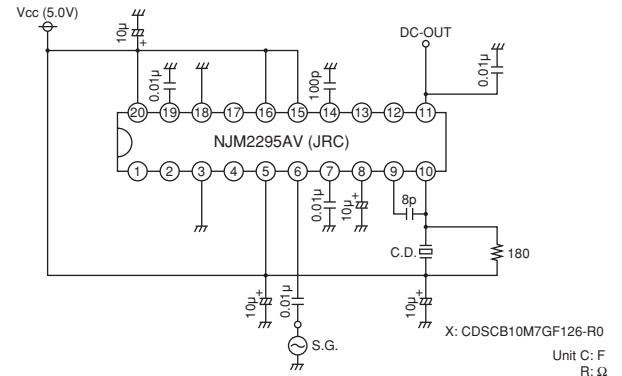 Vcc (5.0V)
10μ
+
0.01μ
100p
DC-OUT
0.01μ
20 19 18 17 16 15 14 13 12 11
NJM2295AV (JRC)
1 2 3 4 5 6 7 8 9 10
0.01μ
10μ
+
8p
C.D.
180
10μ
+
0.01μ
10μ
+
S.G.
X: CDSCB10M7GF126-R0
Unit C: F
R: Ω